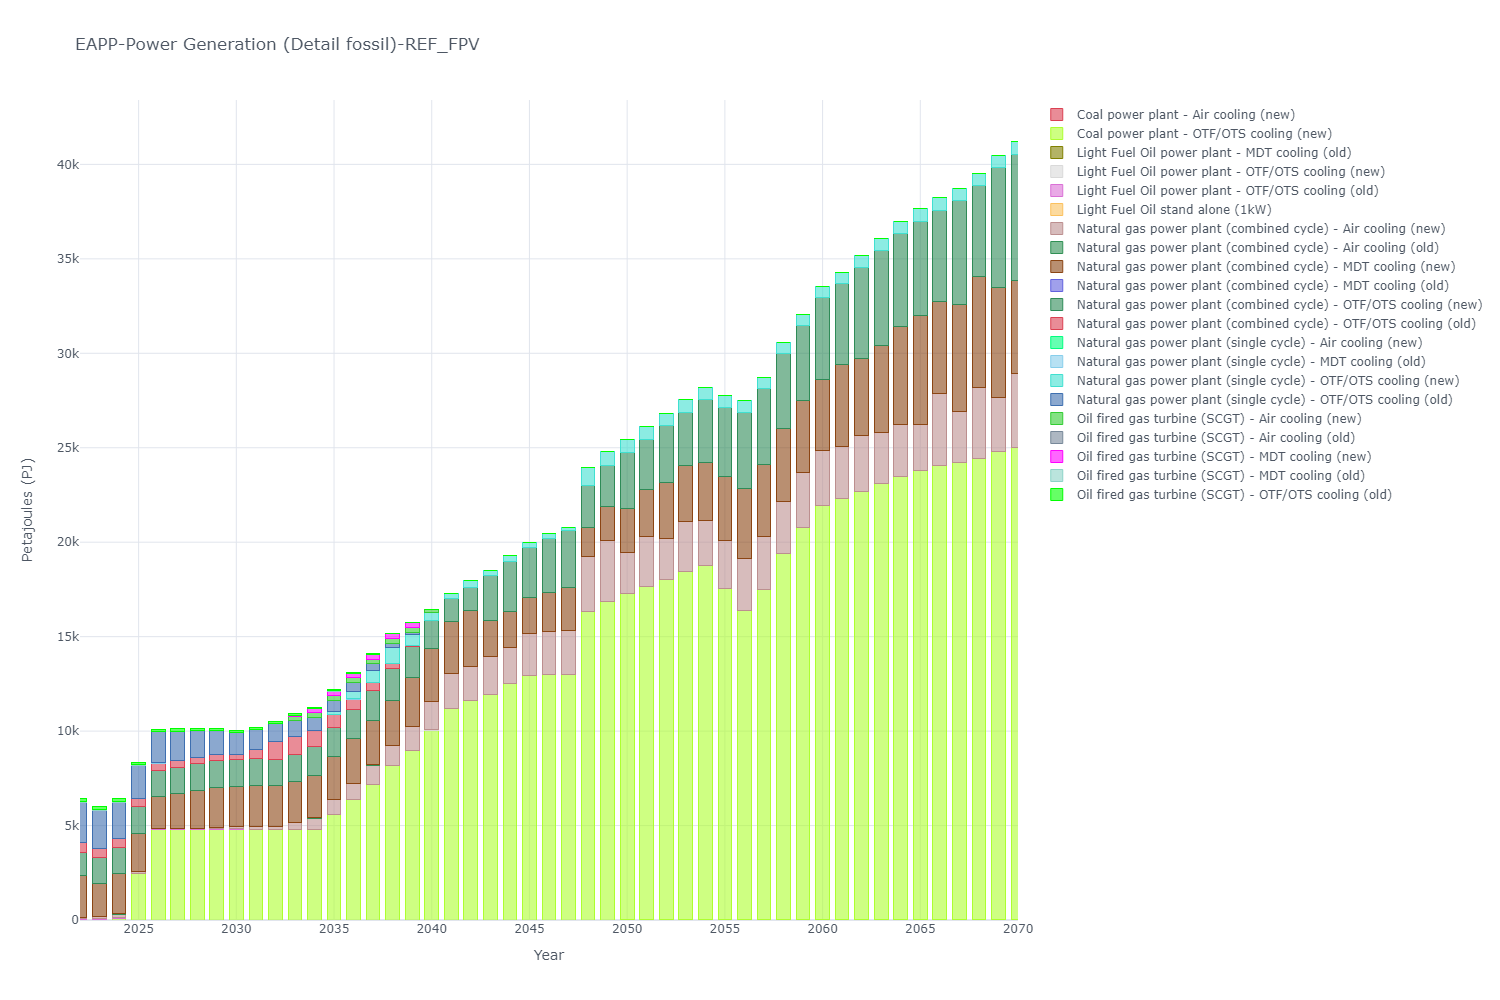 EAPP-Power Generation (Detail fossil)-REF_FPV
40k
35k
30k
25k
20k
15k
10k
5k
0
Petajoules (PJ)
2025
2030
2035
2040
2045
2050
2055
2060
2065
2070
Year
Coal power plant - Air cooling (new)
Coal power plant - OTF/OTS cooling (new)
Light Fuel Oil power plant - MDT cooling (old)
Light Fuel Oil power plant - OTF/OTS cooling (new)
Light Fuel Oil power plant - OTF/OTS cooling (old)
Light Fuel Oil stand alone (1kW)
Natural gas power plant (combined cycle) - Air cooling (new)
Natural gas power plant (combined cycle) - Air cooling (old)
Natural gas power plant (combined cycle) - MDT cooling (new)
Natural gas power plant (combined cycle) - MDT cooling (old)
Natural gas power plant (combined cycle) - OTF/OTS cooling (new)
Natural gas power plant (combined cycle) - OTF/OTS cooling (old)
Natural gas power plant (single cycle) - Air cooling (new)
Natural gas power plant (single cycle) - MDT cooling (old)
Natural gas power plant (single cycle) - OTF/OTS cooling (new)
Natural gas power plant (single cycle) - OTF/OTS cooling (old)
Oil fired gas turbine (SCGT) - Air cooling (new)
Oil fired gas turbine (SCGT) - Air cooling (old)
Oil fired gas turbine (SCGT) - MDT cooling (new)
Oil fired gas turbine (SCGT) - MDT cooling (old)
Oil fired gas turbine (SCGT) - OTF/OTS cooling (old)